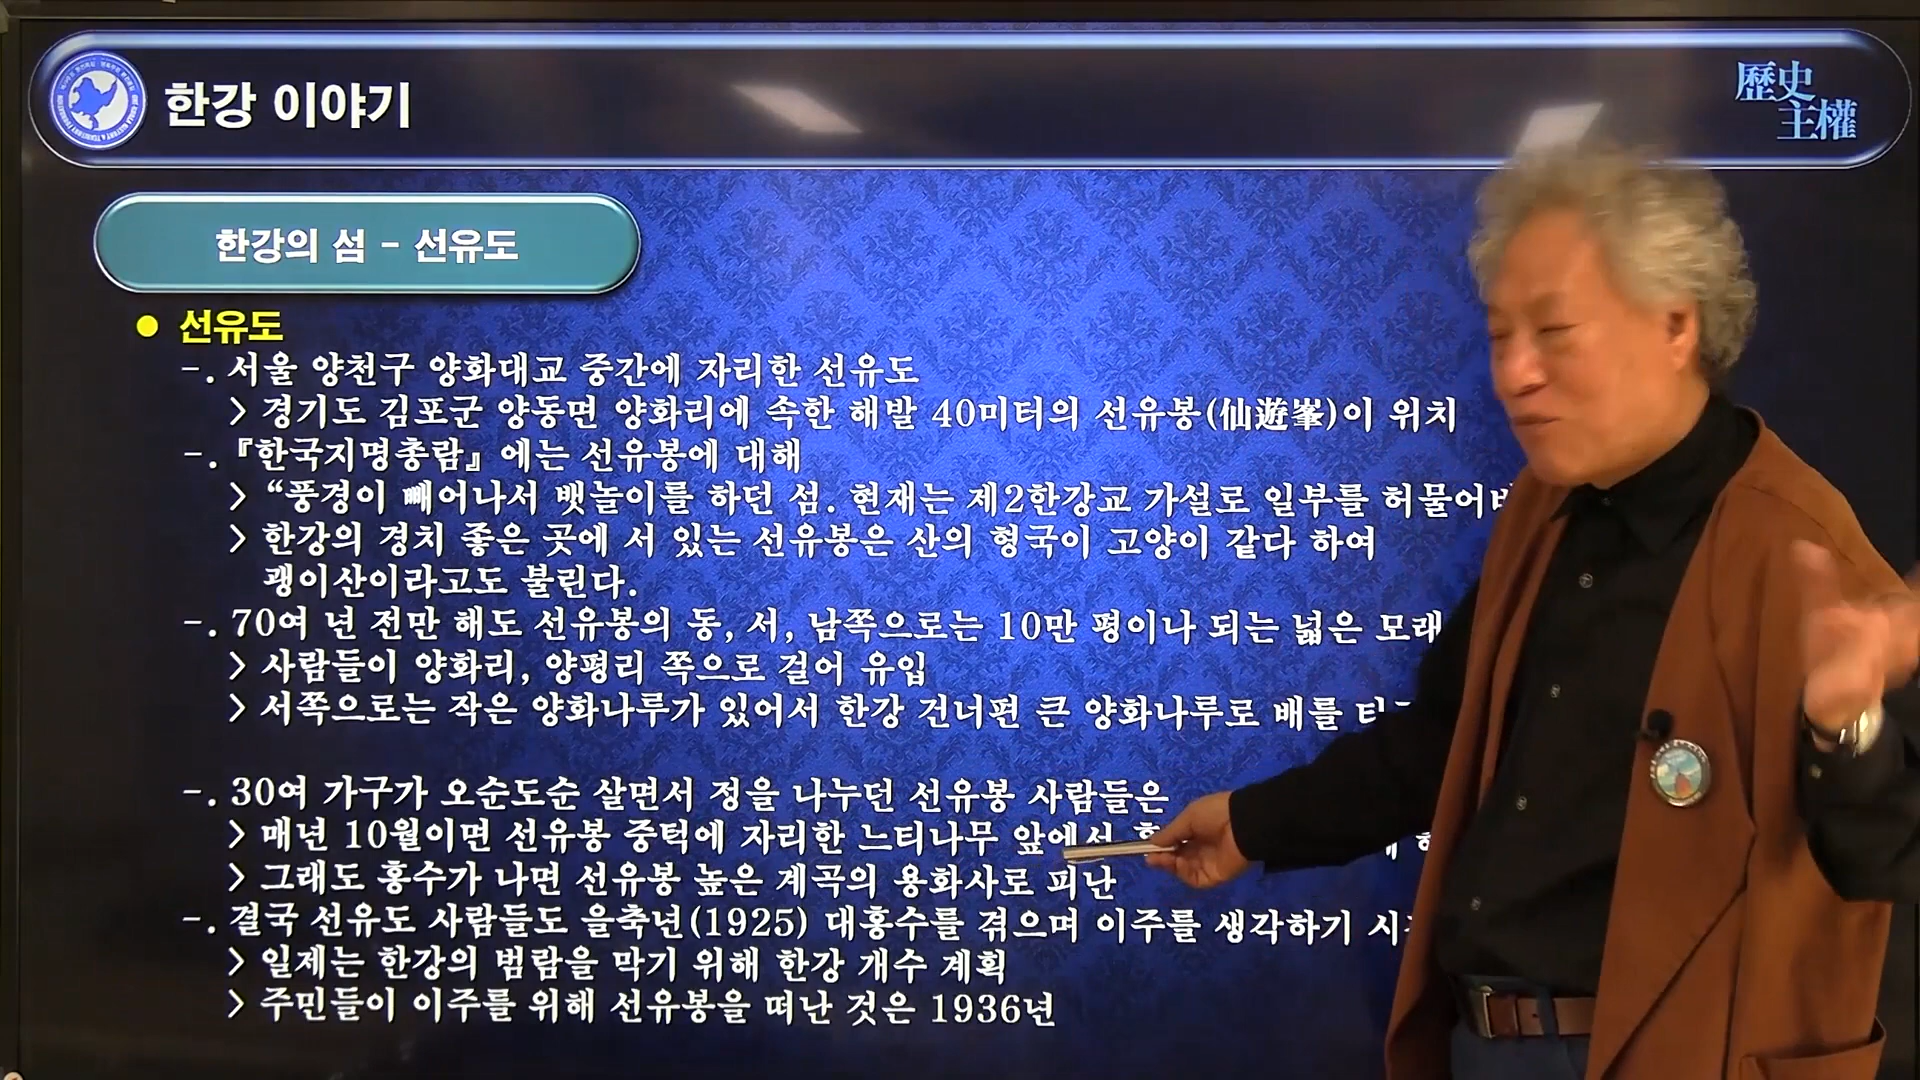 한강 이야기
歷史
主權
한강의 섬 - 선유도
● 선유도
-. 서울 양천구 양화대교 중간에 자리한 선유도
> 경기도 김포군 양동면 양화리에 속한 해발 40미터의 선유봉(仙遊峯)이 위치
-. 『한국지명총람』 에는 선유봉에 대해
> “풍경이 빼어나서 뱃놀이를 하던 섬. 현재는 제2한강교 가설로 일부를
> 한강의 경치 좋은 곳에 서 있는 선유봉은 산의 형국이 고양이 같다 하여
괭이산이라고도 불린다.
-. 70여 년 전만 해도 선유봉의 동, 서, 남쪽으로는 10만 평이나 되는 넓은
> 사람들이 양화리, 양평리 쪽으로 걸어 유입
> 서쪽으로는 작은 양화나루가 있어서 한강 건너편 큰 양화나루로 배를
-. 30여 가구가 오순도순 살면서 정을 나누던 선유봉 사람들은
> 매년 10월이면 선유봉 중턱에 자리한 느티나무
> 그래도 홍수가 나면 선유봉 높은 계곡의 용화사로 피난
-. 결국 선유도 사람들도 을축년(1925) 대홍수를 겪으며 이주를 생각하기
> 일제는 한강의 범람을 막기 위해 한강 개수 계획
> 주민들이 이주를 위해 선유봉을 떠난 것은 1936년